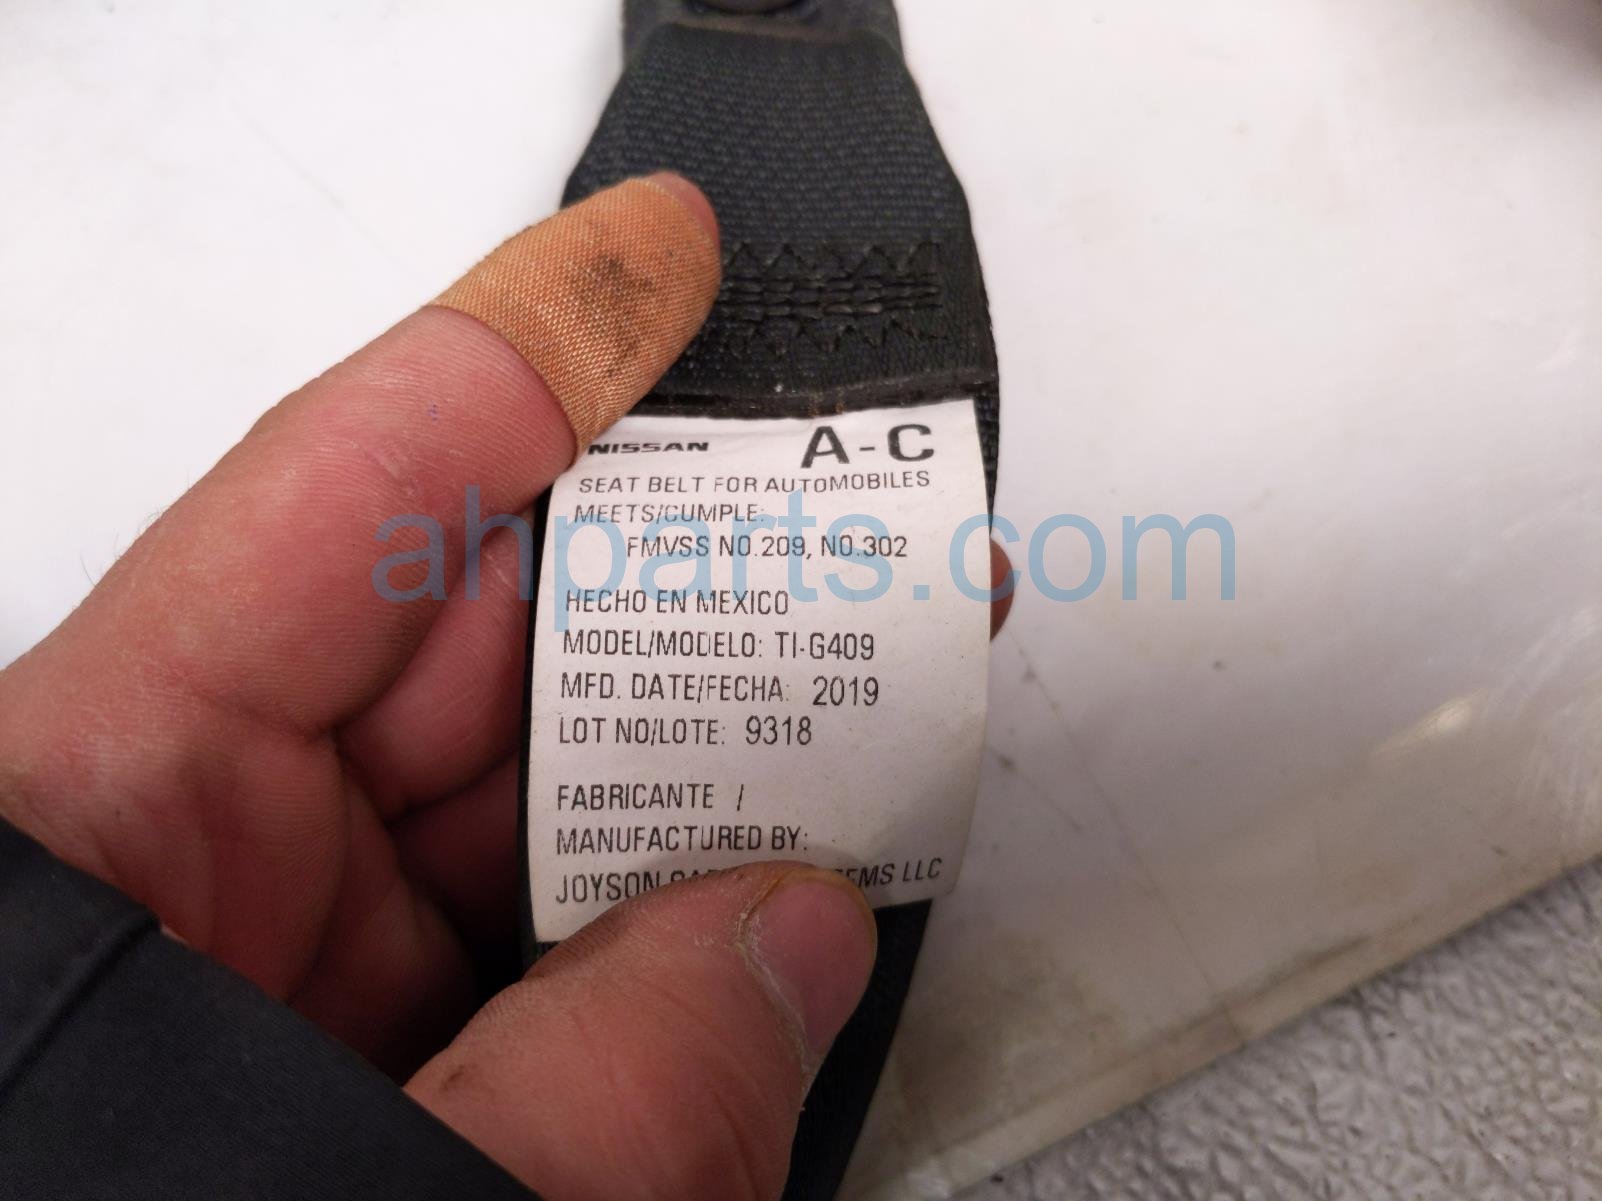 NISSAN A-C
SEAT BELT FOR AUTOMOBILES
MEETS/CUMPLE:
FMVSS NO.209, NO.302
ahparts.com
HECHO EN MEXICO
MODEL/MODELO: TI-G409
MFD. DATE/FECHA: 2019
LOT NO/LOTE: 9318
FABRICANTE /
MANUFACTURED BY:
JOYSON LLC